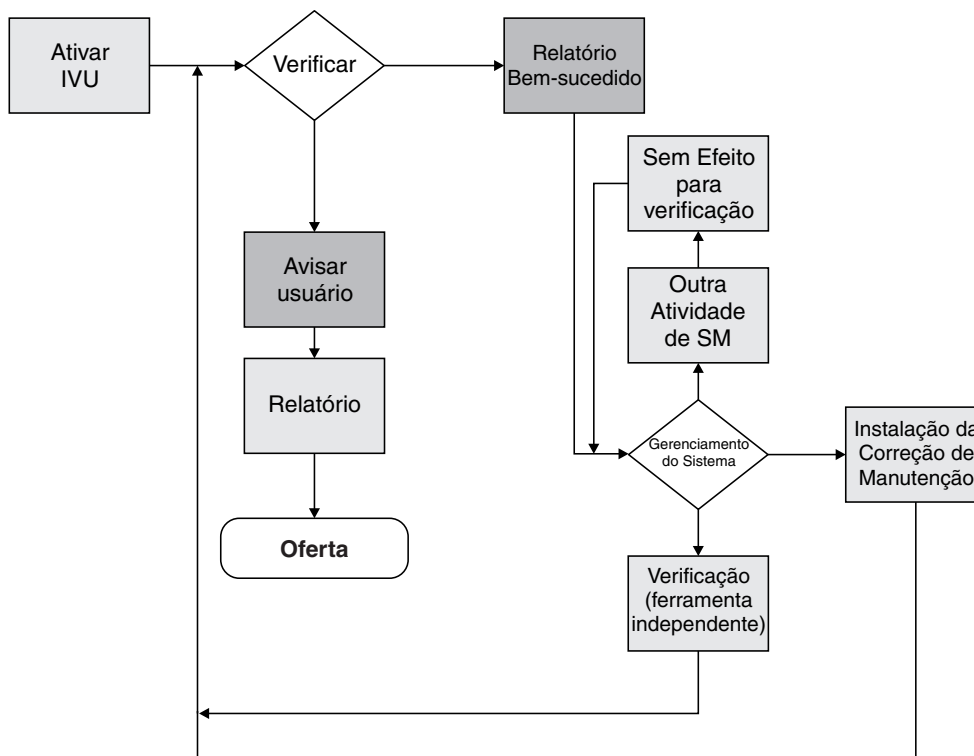 Ativar
IVU
Verificar
Relatório
Bem-sucedido
Sem Efeito
para
verificação
Avisar
usuário
Outra
Atividade
de SM
Relatório
Gerenciamento
do Sistema
Instalação da
Correção de
Manutenção
Oferta
Verificação
(ferramenta
independente)